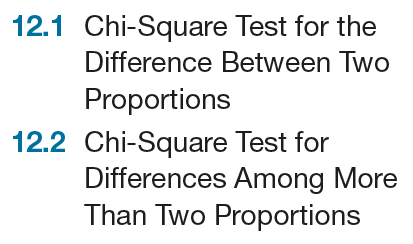 12.1 Chi-Square Test for the
Difference Between Two
Proportions
12.2 Chi-Square Test for
Differences Among More
Than Two Proportions